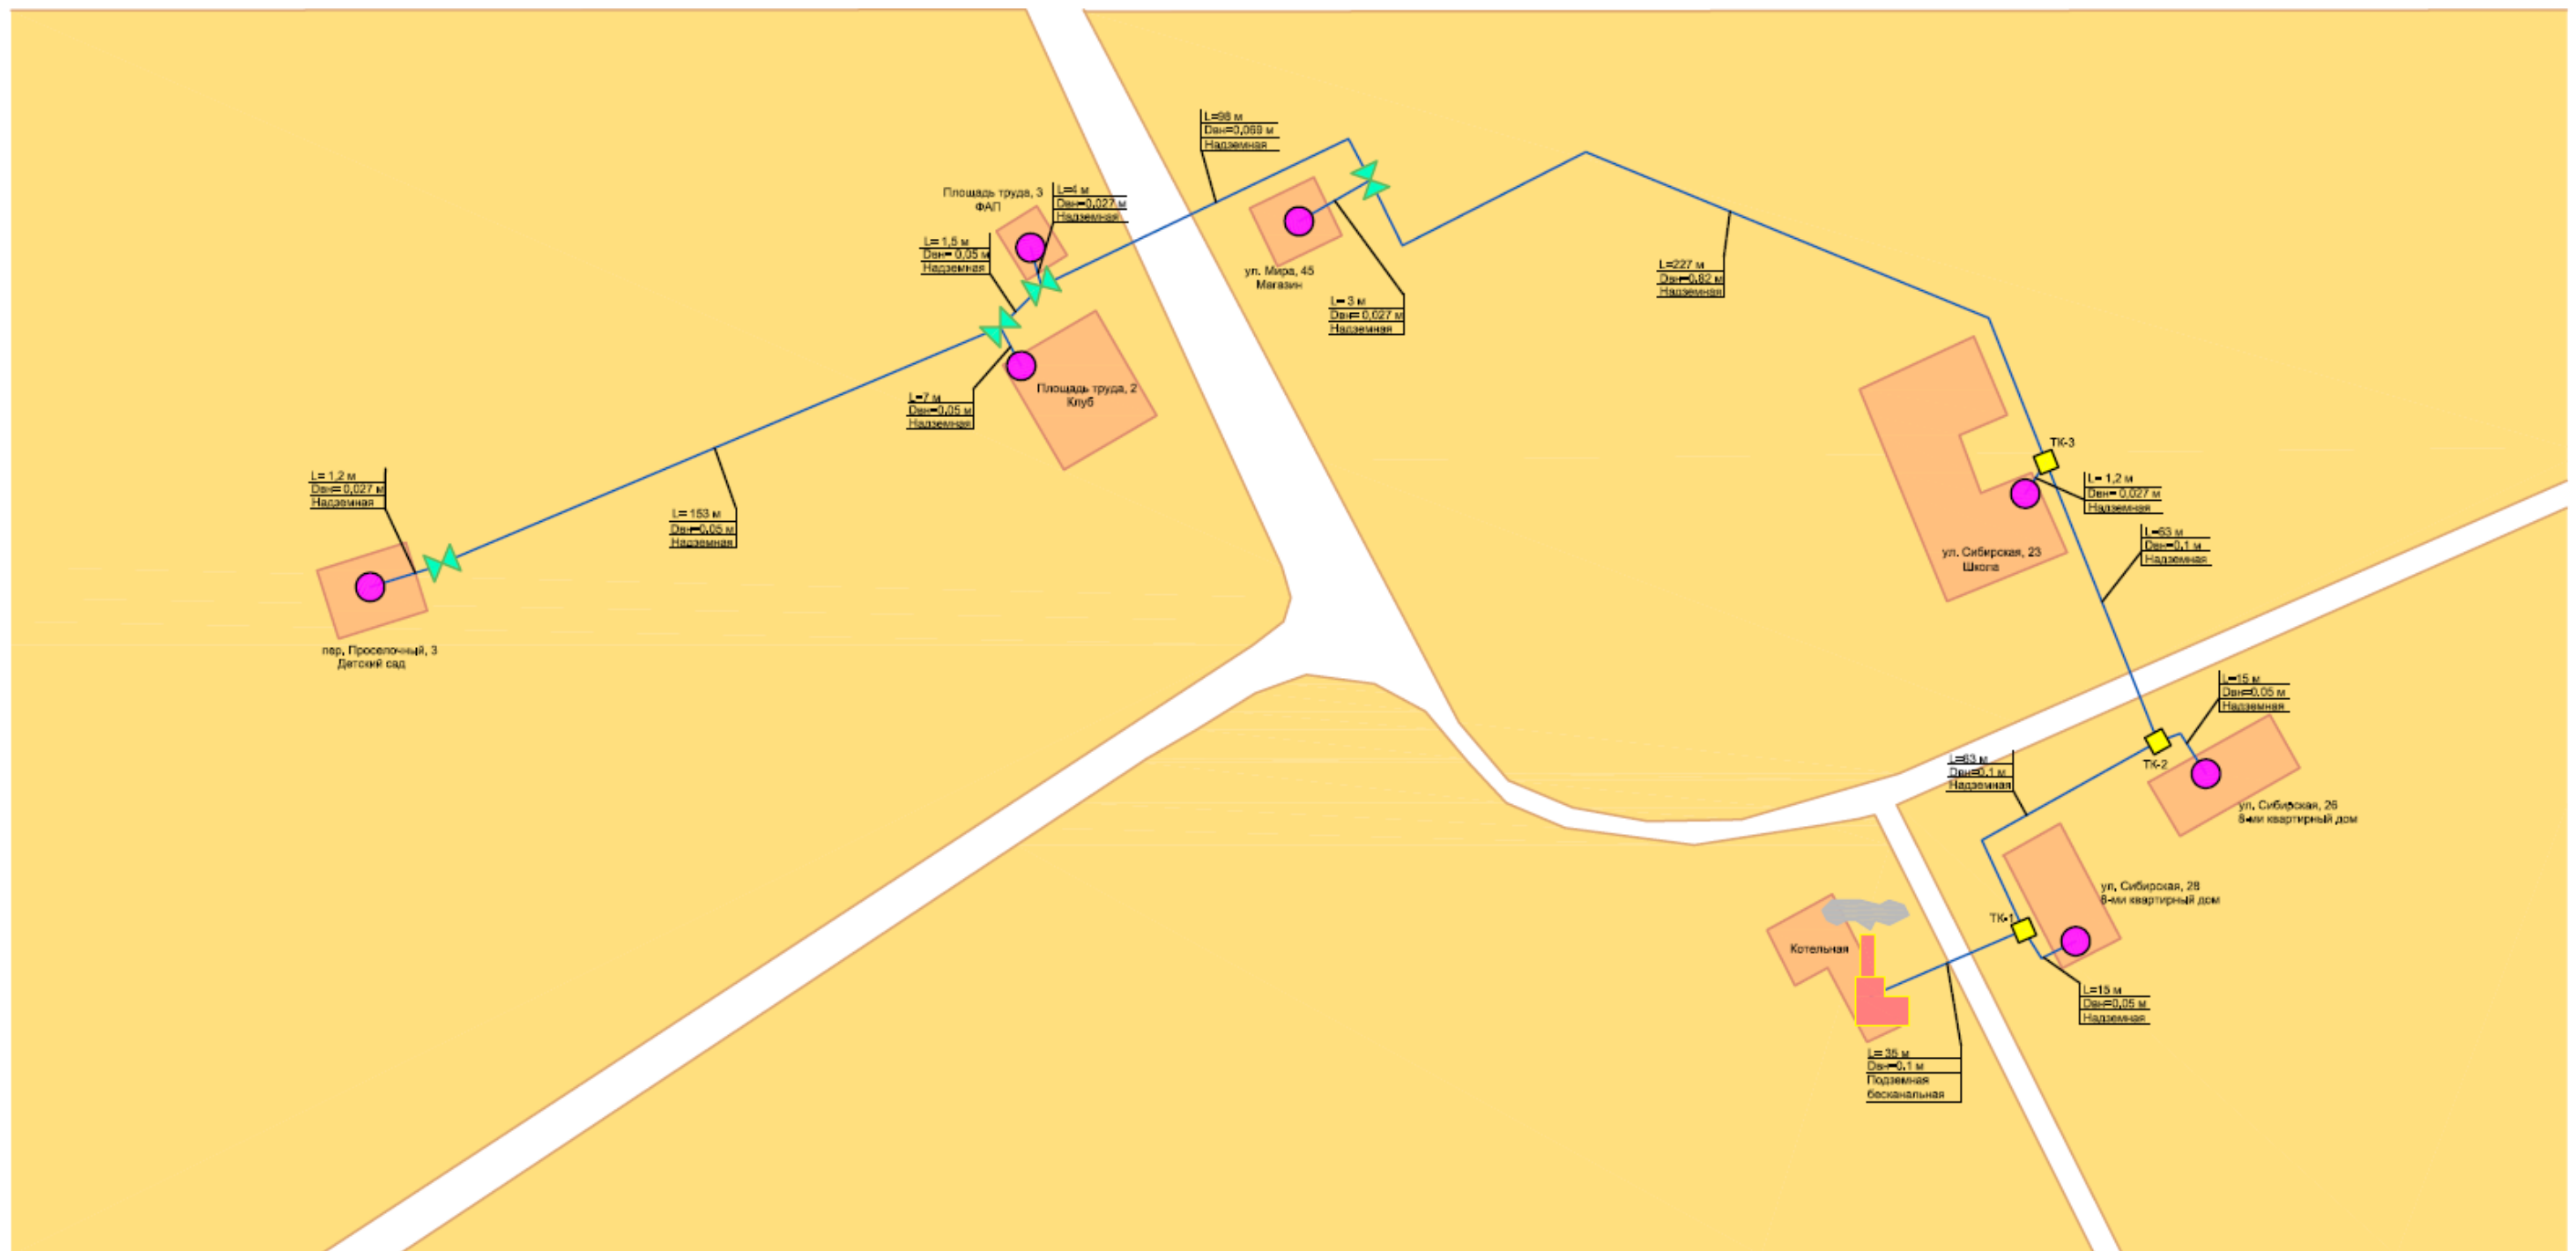 L=98 м
Dвн=0,069 м
Надземная
Площадь труда, 3
ФАП
L=4 м
Dвн=0,027 м
Надземная
L= 1,5 м
Dвн= 0,05 м
Надземная
ул. Мира, 45
Магазин
L= 3 м
Dвн= 0,027 м
Надземная
L=227 м
Dвн=0,82 м
Надземная
L=7 м
Dвн=0,05 м
Надземная
Площадь труда, 2
Клуб
L= 1,2 м
Dвн= 0,027 м
Надземная
L= 153 м
Dвн=0,05 м
Надземная
пер. Проселочный, 3
Детский сад
ТК-3
L= 1,2 м
Dвн= 0,027 м
Надземная
ул. Сибирская, 23
Школа
L=63 м
Dвн=0,1 м
Надземная
L=15 м
Dвн=0,05 м
Надземная
ТК-2
L=63 м
Dвн=0,1 м
Надземная
ул. Сибирская, 26
8-ми квартирный дом
ул. Сибирская, 28
8-ми квартирный дом
ТК-1
Котельная
L=15 м
Dвн=0,05 м
Надземная
L= 35 м
Dвн=0,1 м
Подземная
бесканальная